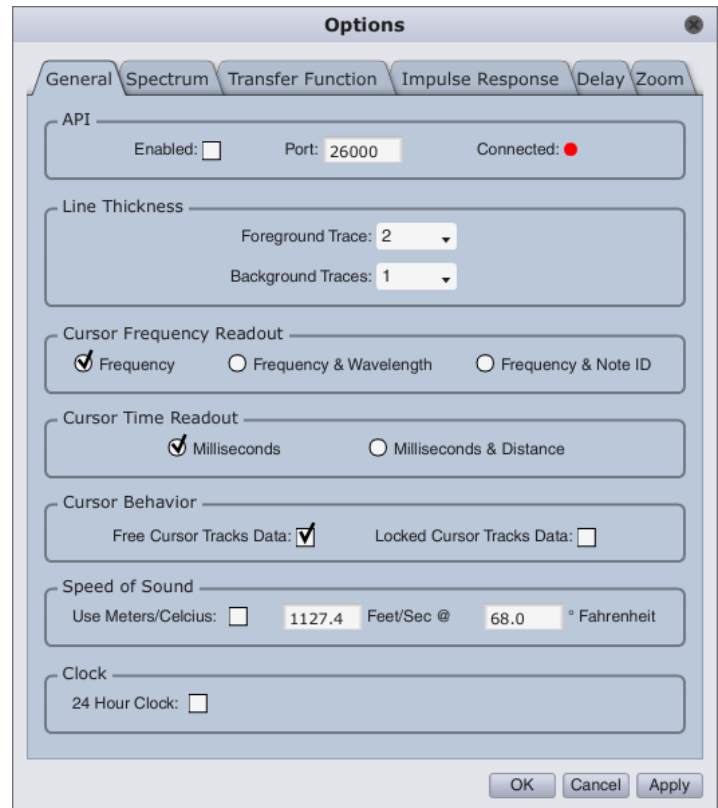 Options
General Spectrum Transfer Function Impulse Response Delay Zoom
API
Enabled: Port: 26000 Connected:
Line Thickness
Foreground Trace: 2
Background Traces: 1
Cursor Frequency Readout
Frequency Frequency & Wavelength Frequency & Note ID
Cursor Time Readout
Milliseconds Milliseconds & Distance
Cursor Behavior
Free Cursor Tracks Data: Locked Cursor Tracks Data:
Speed of Sound
Use Meters/Celcius: 1127.4 Feet/Sec @ 68.0 ° Fahrenheit
Clock
24 Hour Clock:
OK Cancel Apply